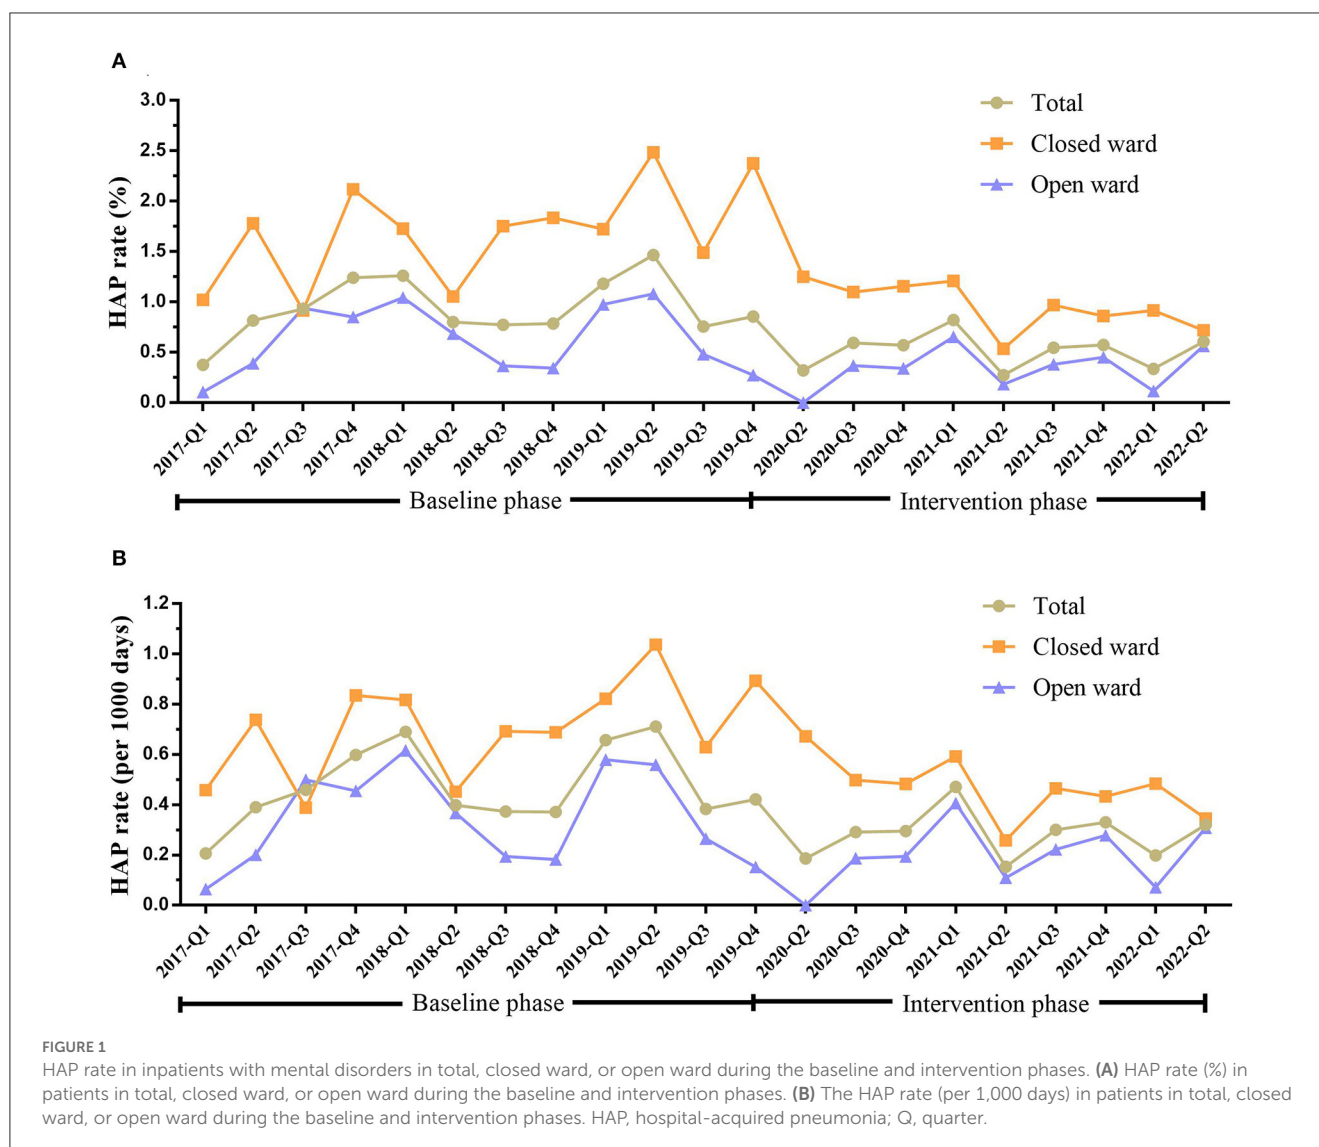 A
3.0
2.5
2.0
1.5
1.0
0.5
0.0
HAP rate (%)
Total
Closed ward
Open ward
2017-Q1
2017-Q2
2017-Q3
2017-Q4
2018-Q1
2018-Q2
2018-Q3
2018-Q4
2019-Q1
2019-Q2
2019-Q3
2019-Q4
2020-Q2
2020-Q3
2020-Q4
2021-Q1
2021-Q2
2021-Q3
2021-Q4
2022-Q1
2022-Q2
Baseline phase
Intervention phase
B
1.2
1.0
0.8
0.6
0.4
0.2
0.0
HAP rate (per 1000 days)
Total
Closed ward
Open ward
2017-Q1
2017-Q2
2017-Q3
2017-Q4
2018-Q1
2018-Q2
2018-Q3
2018-Q4
2019-Q1
2019-Q2
2019-Q3
2019-Q4
2020-Q2
2020-Q3
2020-Q4
2021-Q1
2021-Q2
2021-Q3
2021-Q4
2022-Q1
2022-Q2
Baseline phase
Intervention phase
FIGURE 1
HAP rate in inpatients with mental disorders in total, closed ward, or open ward during the baseline and intervention phases. (A) HAP rate (%) in
patients in total, closed ward, or open ward during the baseline and intervention phases. (B) The HAP rate (per 1,000 days) in patients in total, closed
ward, or open ward during the baseline and intervention phases. HAP, hospital-acquired pneumonia; Q, quarter.